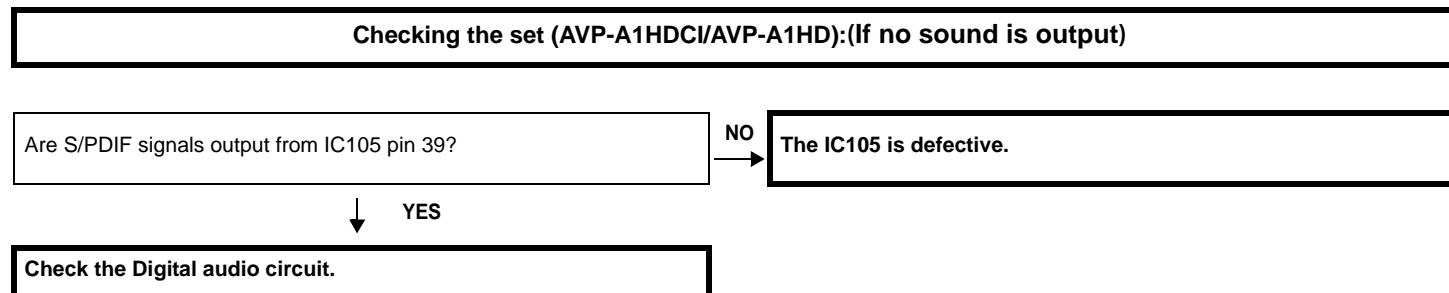 Checking the set (AVP-A1HDCI/AVP-A1HD):(If no sound is output)
Are S/PDIF signals output from IC105 pin 39?
NO
The IC105 is defective.
YES
Check the Digital audio circuit.